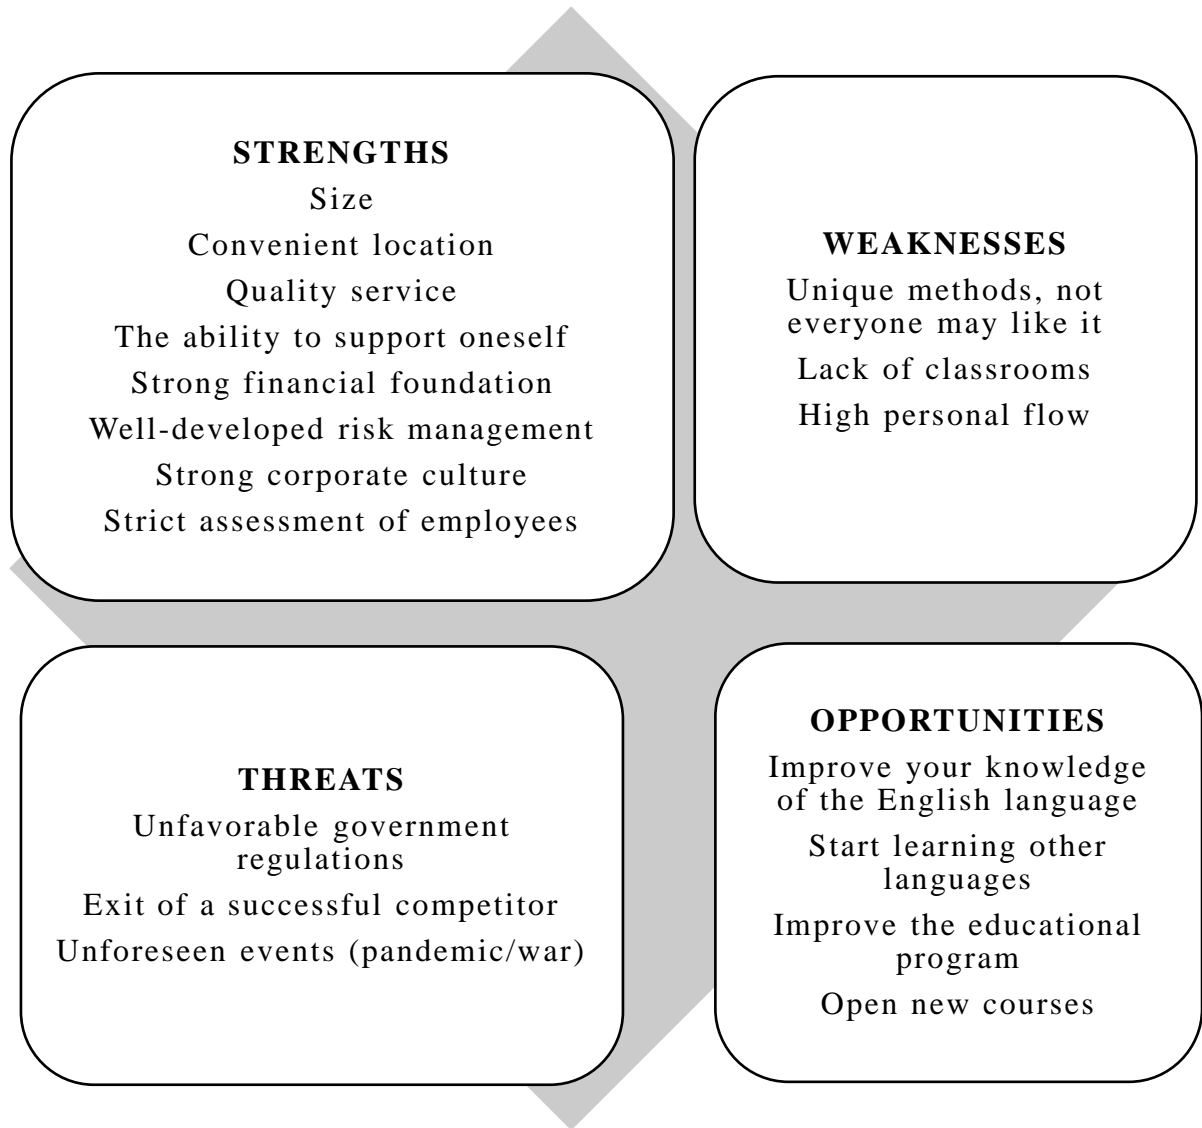 STRENGTHS
Size
Convenient location
Quality service
The ability to support oneself
Strong financial foundation
Well-developed risk management
Strong corporate culture
Strict assessment of employees
WEAKNESSES
Unique methods, not
everyone may like it
Lack of classrooms
High personal flow
THREATS
Unfavorable government
regulations
Exit of a successful competitor
Unforeseen events (pandemic/war)
OPPORTUNITIES
Improve your knowledge
of the English language
Start learning other
languages
Improve the educational
program
Open new courses